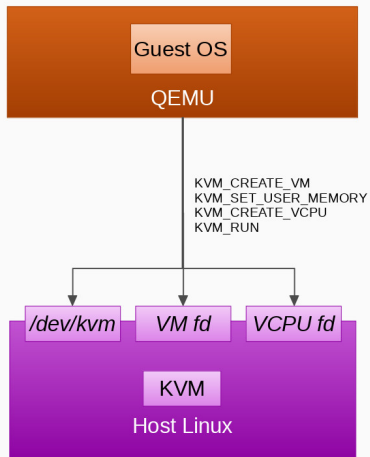 Guest OS
QEMU
KVM_CREATE_VM
KVM_SET_USER_MEMORY
KVM_CREATE_VCPU
KVM_RUN
/dev/kvm
VM fd
VCPU fd
KVM
Host Linux